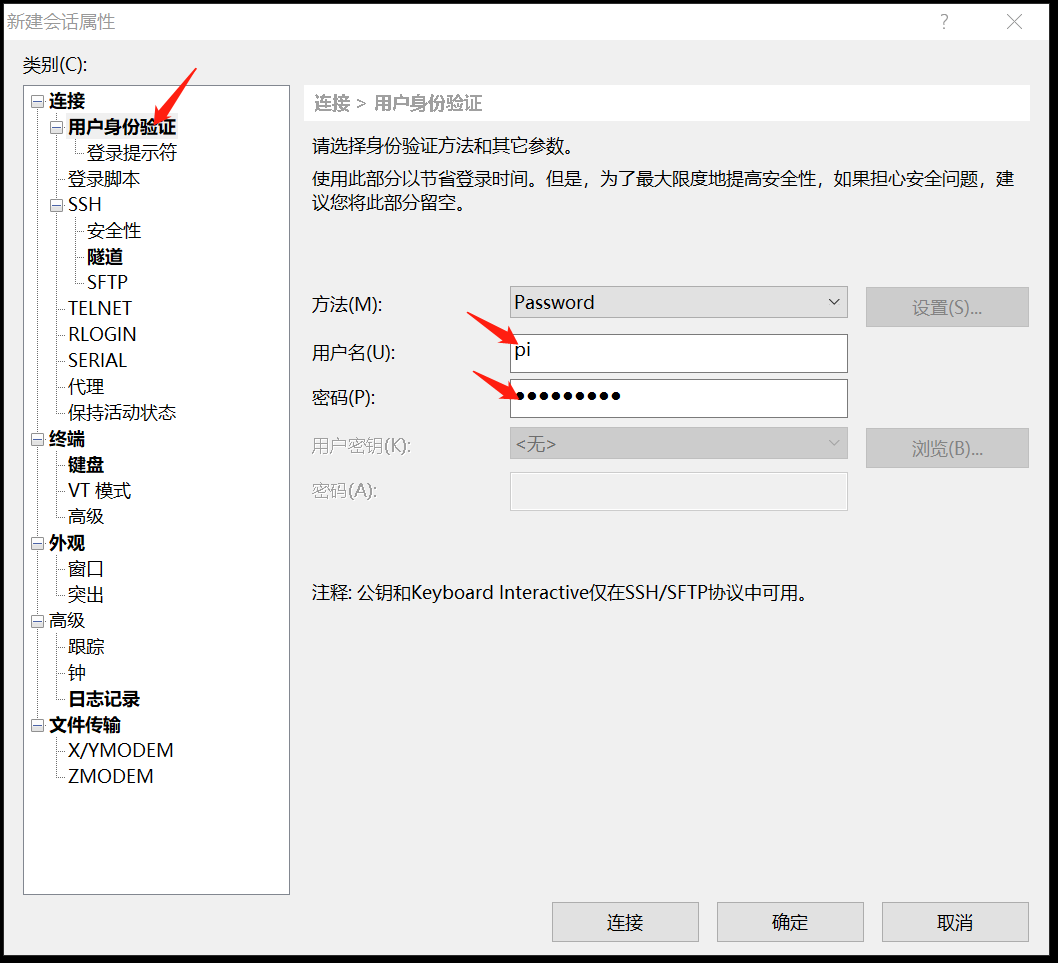 新建会话属性
类别(C):
连接
用户身份验证
登录提示符
登录脚本
SSH
安全性
隧道
SFTP
TELNET
RLOGIN
SERIAL
代理
保持活动状态
终端
键盘
VT 模式
高级
外观
窗口
突出
高级
跟踪
钟
日志记录
文件传输
X/YMODEM
ZMODEM
连接 > 用户身份验证
请选择身份验证方法和其它参数。
使用此部分以节省登录时间。但是，为了最大限度地提高安全性，如果担心安全问题，建
议您将此部分留空。
方法(M):
Password
设置(S)...
用户名(U):
pi
密码(P):
●●●●●●●●●
用户密钥(K):
<无>
浏览(B)...
密码(A):
注释: 公钥和Keyboard Interactive仅在SSH/SFTP协议中可用。
连接
确定
取消